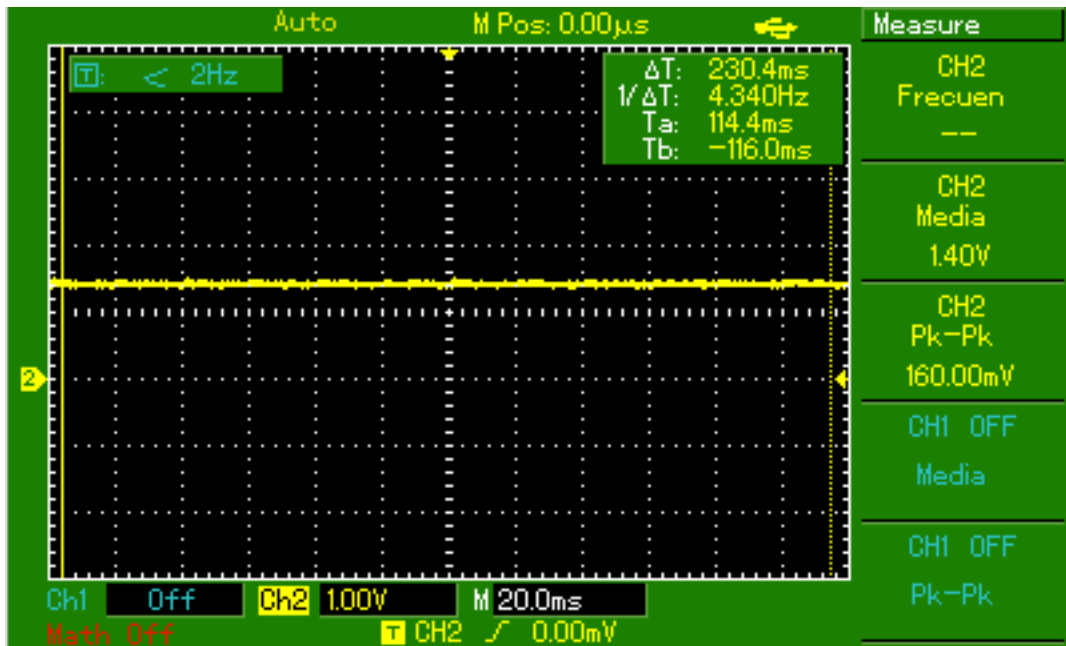 Auto M Pos: 0.00μs Measure
T: < 2Hz
ΔT: 230.4ms
1/ΔT: 4.340Hz
Ta: 114.4ms
Tb: -116.0ms
CH2
Frecuen
--
CH2
Media
1.40V
CH2
Pk-Pk
160.00mV
CH1 OFF
Media
CH1 OFF
Pk-Pk
2
Ch1 Off Ch2 1.00V M 20.0ms
Math Off T CH2 0.00mV